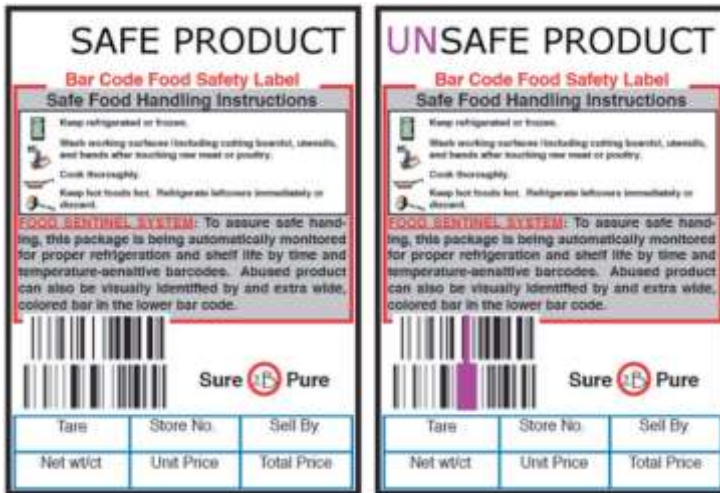 SAFE PRODUCT
Bar Code Food Safety Label
Safe Food Handling Instructions
Keep refrigerated or frozen.
Wash working surfaces (including cutting boards), utensils,
and hands after touching raw meat or poultry.
Cook thoroughly.
Keep hot foods hot. Refrigerate leftovers immediately or
discard.
FOOD SENTINEL SYSTEM: To assure safe hand-
ing, this package is being automatically monitored
for proper refrigeration and shelf life by time and
temperature-sensitive barcodes. Abused product
can also be visually identified by and extra wide,
colored bar in the lower bar code.
Sure Pure
Tare Store No. Sell By
Net wt/ct Unit Price Total Price
UNSAFE PRODUCT
Bar Code Food Safety Label
Safe Food Handling Instructions
Keep refrigerated or frozen.
Wash working surfaces (including cutting boards), utensils,
and hands after touching raw meat or poultry.
Cook thoroughly.
Keep hot foods hot. Refrigerate leftovers immediately or
discard.
FOOD SENTINEL SYSTEM: To assure safe hand-
ing, this package is being automatically monitored
for proper refrigeration and shelf life by time and
temperature-sensitive barcodes. Abused product
can also be visually identified by and extra wide,
colored bar in the lower bar code.
Sure Pure
Tare Store No. Sell By
Net wt/ct Unit Price Total Price